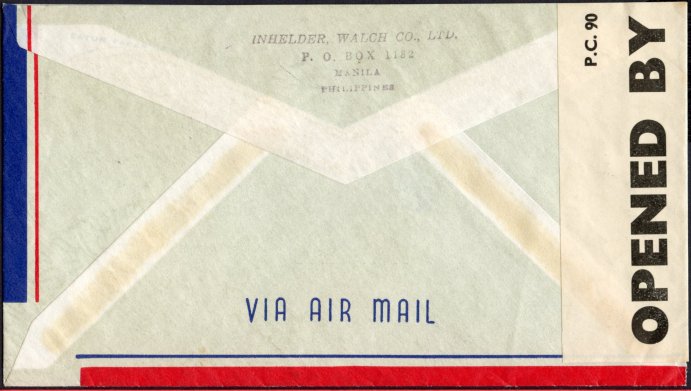 INHELDER, WALCH CO., LTD.
P. O. BOX 1182
MANILA
PHILIPPINES
VIA AIR MAIL
P.C. 90
OPENED BY